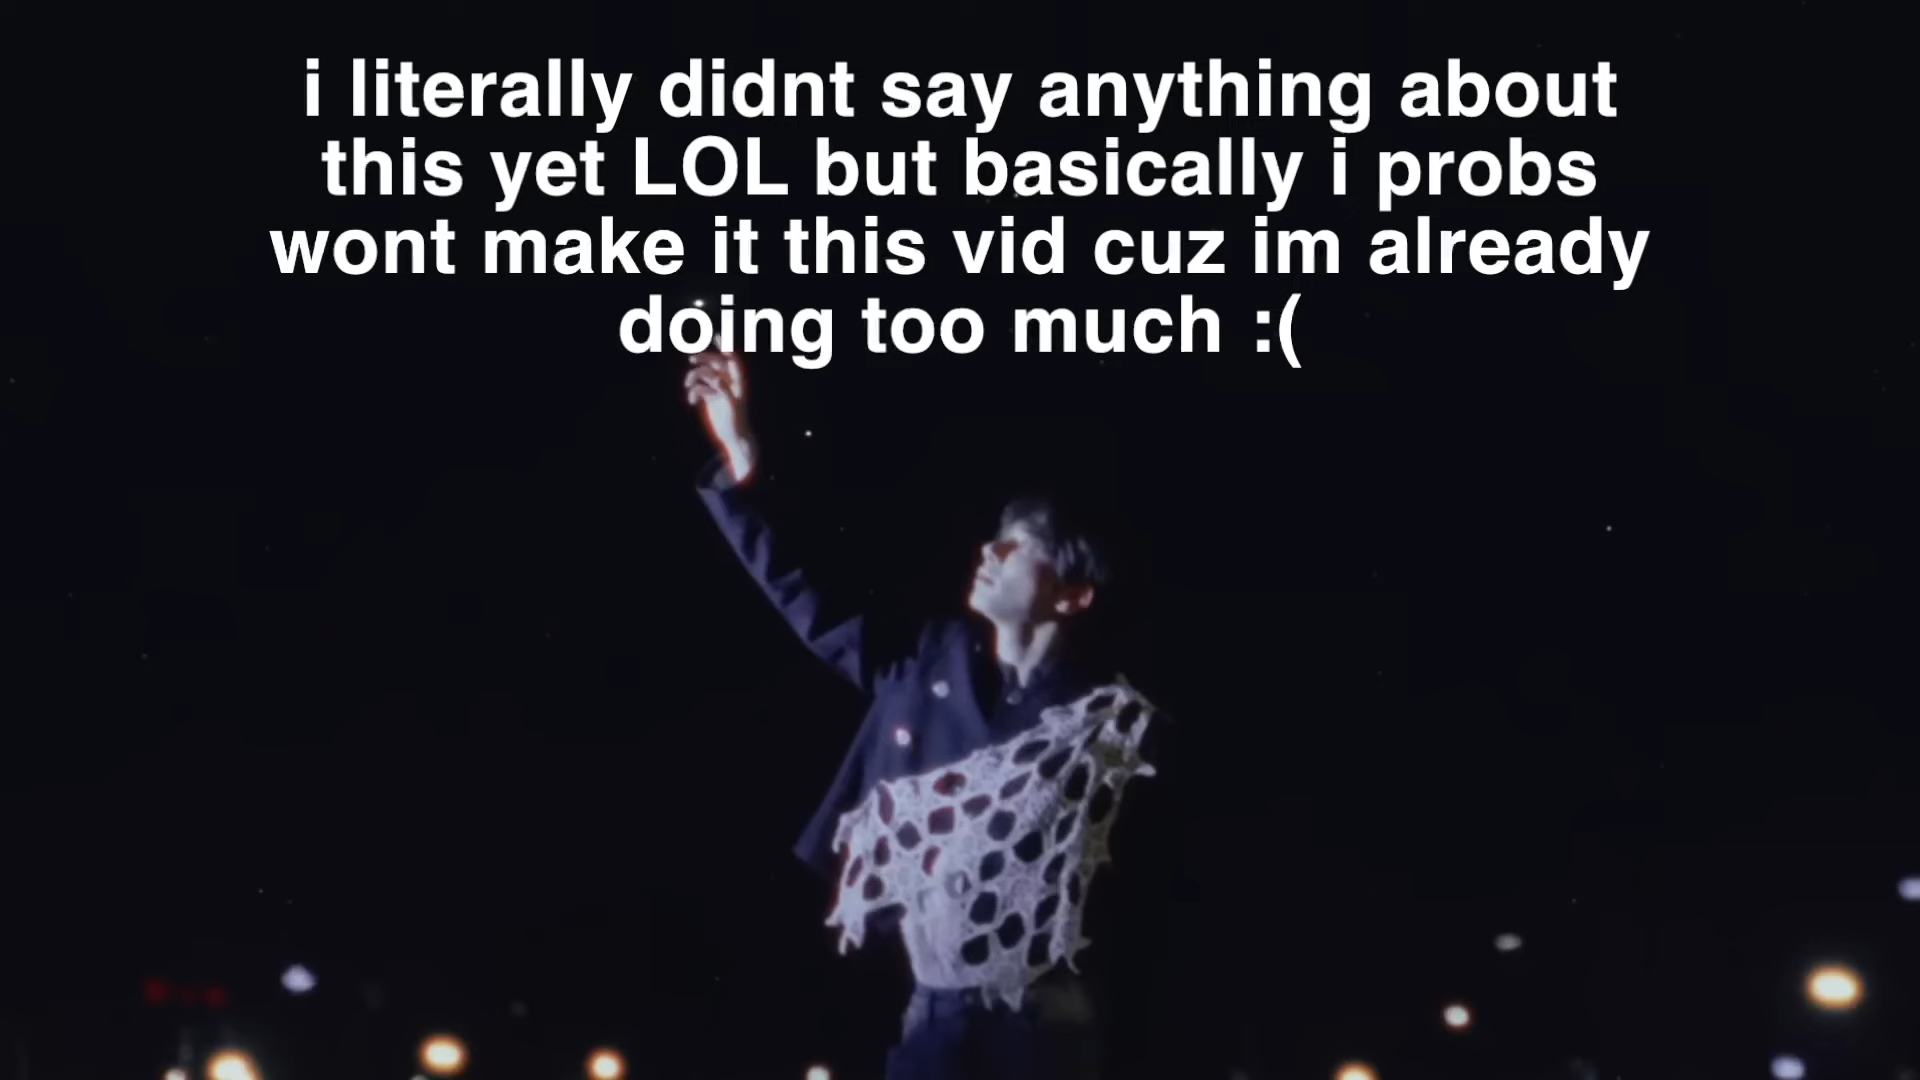 i literally didnt say anything about
this yet LOL but basically i probs
wont make it this vid cuz im already
doing too much :(